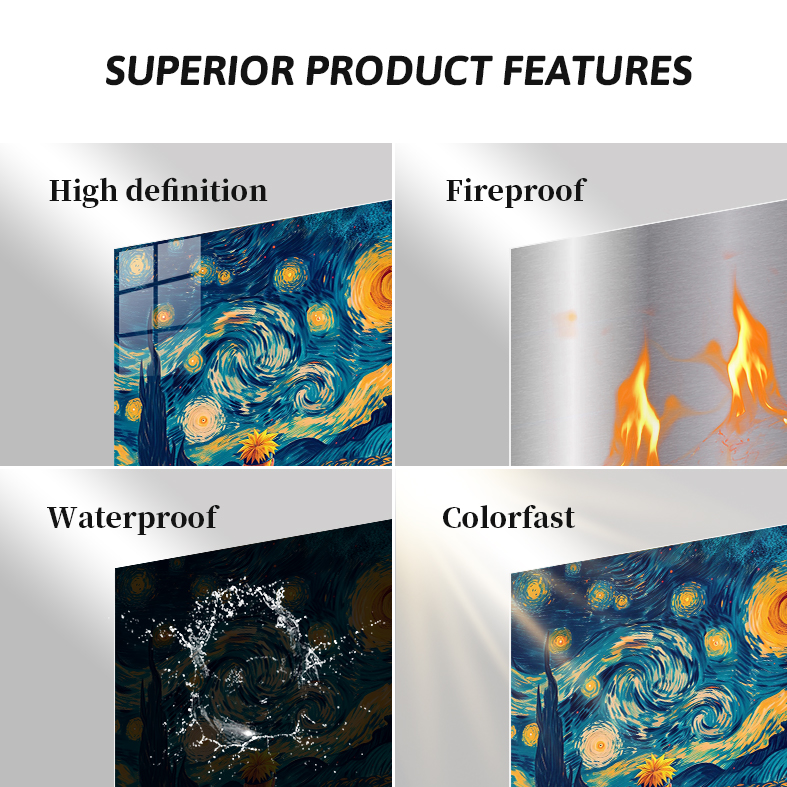 SUPERIOR PRODUCT FEATURES
High definition
Fireproof
Waterproof
Colorfast